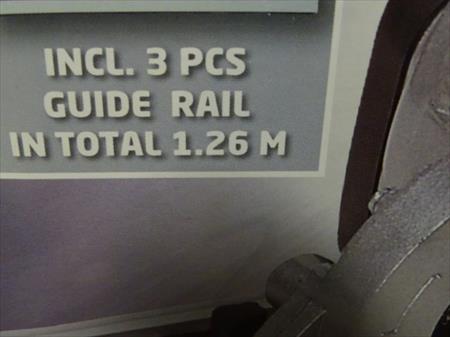 INCL. 3 PCS
GUIDE RAIL
IN TOTAL 1.26 M